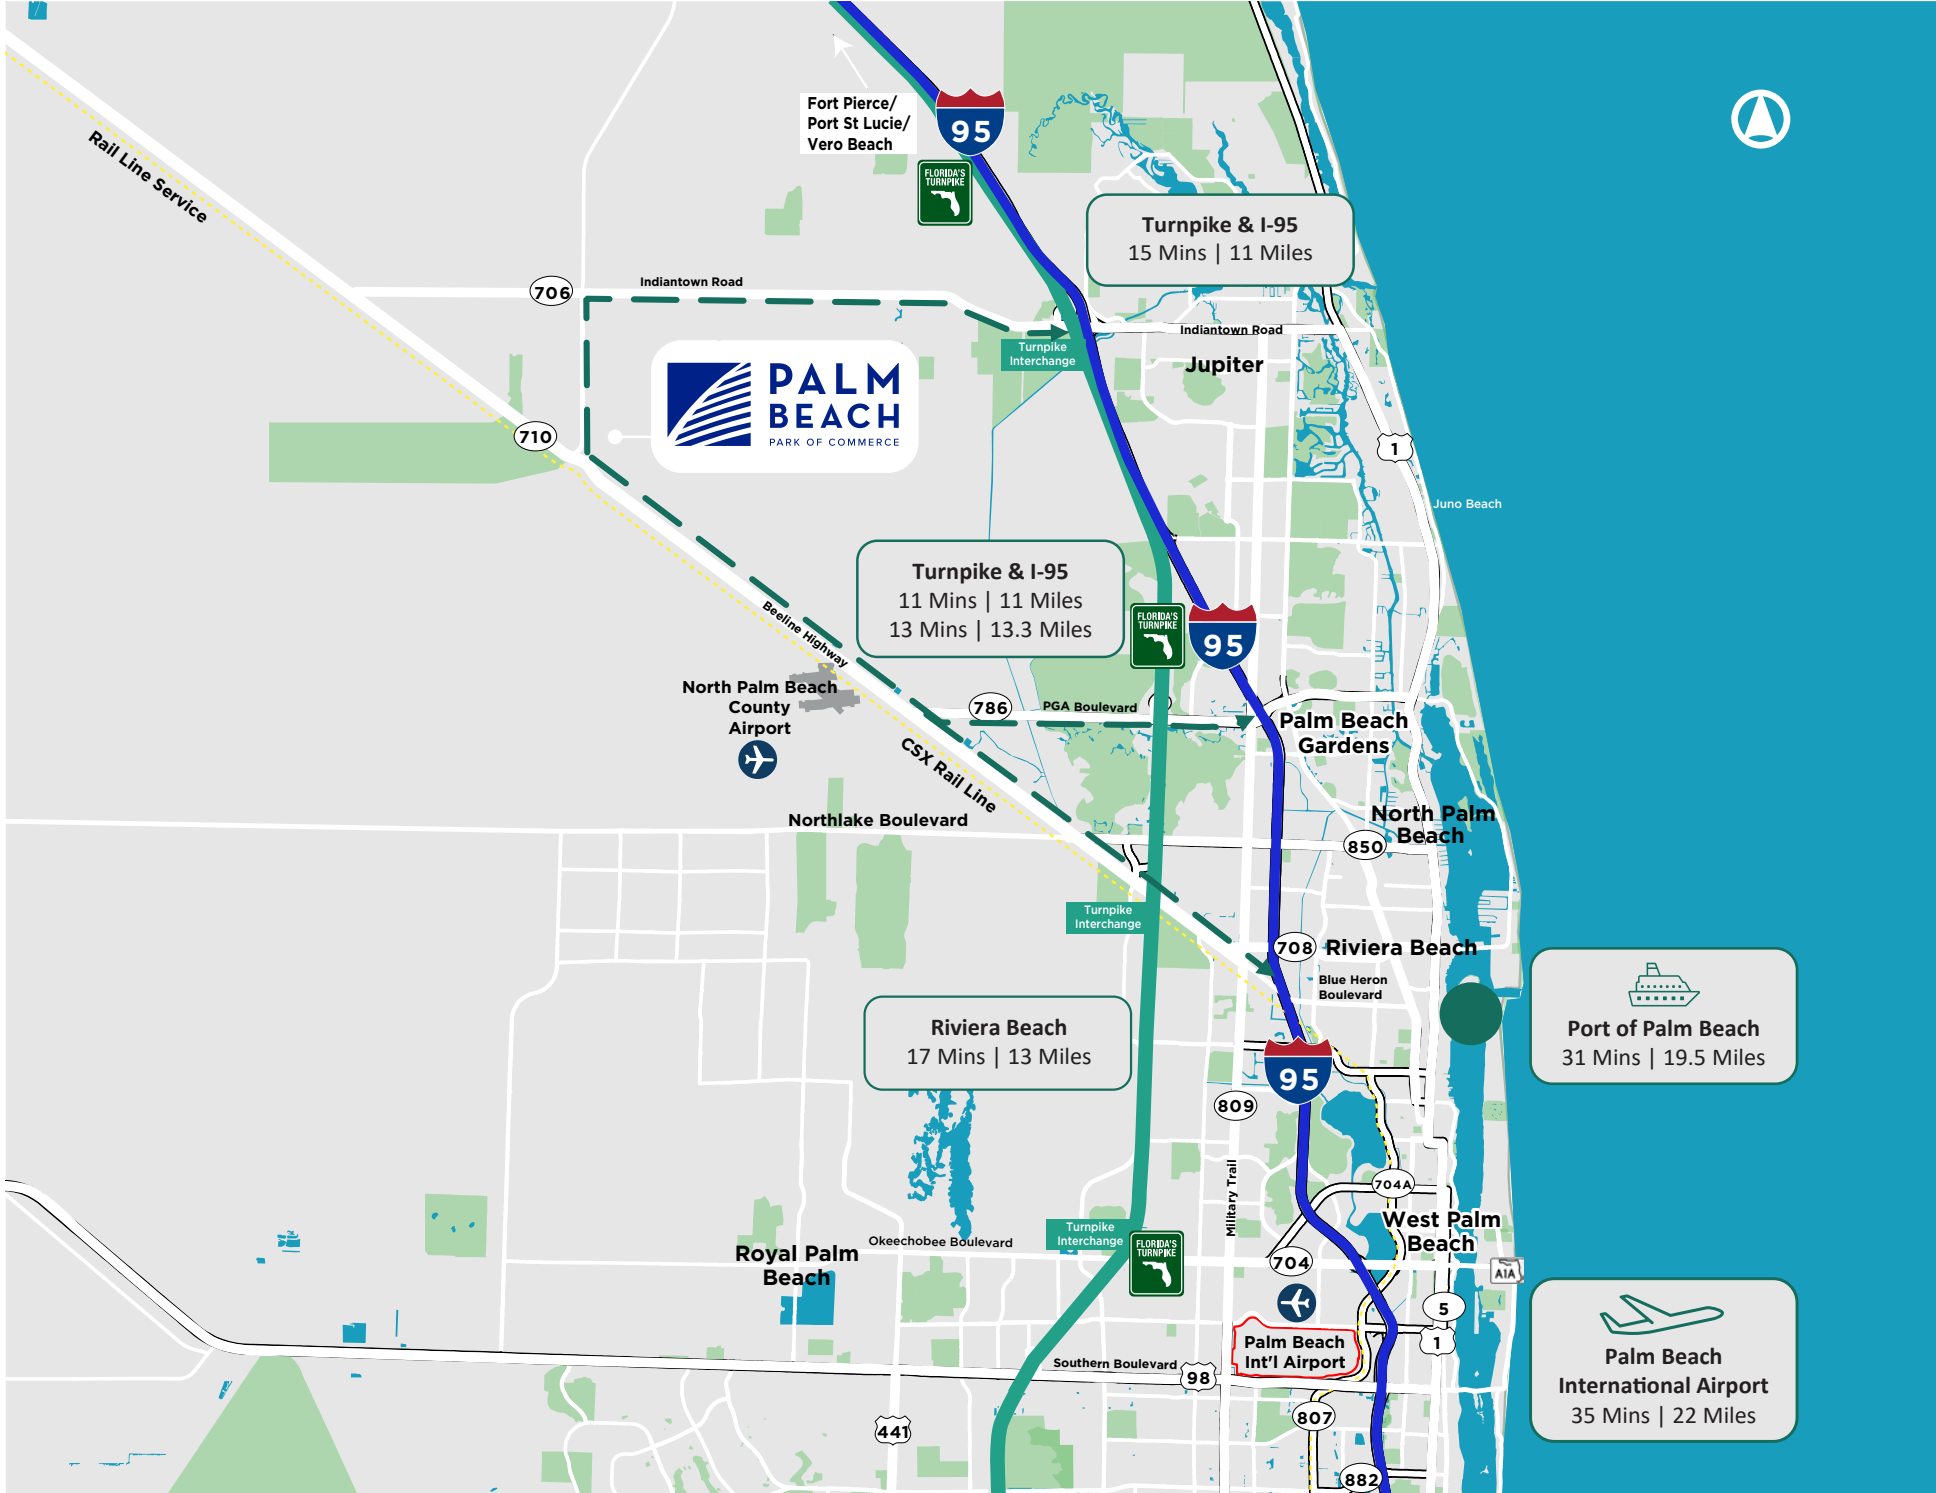 Fort Pierce/
Port St Lucie/
Vero Beach
95
FLORIDA'S
TURNPIKE
Rail Line Service
Turnpike & I-95
15 Mins | 11 Miles
706
Indiantown Road
Indiantown Road
Turnpike
Interchange
Jupiter
PALM
BEACH
PARK OF COMMERCE
710
1
Juno Beach
Turnpike & I-95
11 Mins | 11 Miles
13 Mins | 13.3 Miles
FLORIDA'S
TURNPIKE
95
Beeline Highway
North Palm Beach
County
Airport
786
PGA Boulevard
Palm Beach
Gardens
CSX Rail Line
Northlake Boulevard
North Palm
Beach
850
Turnpike
Interchange
708
Riviera Beach
Blue Heron
Boulevard
Riviera Beach
17 Mins | 13 Miles
Port of Palm Beach
31 Mins | 19.5 Miles
95
809
Military Trail
704A
West Palm
Beach
Turnpike
Interchange
FLORIDA'S
TURNPIKE
Okeechobee Boulevard
Royal Palm
Beach
704
A1A
5
1
Palm Beach
Int'l Airport
Palm Beach
International Airport
35 Mins | 22 Miles
Southern Boulevard
98
807
441
882